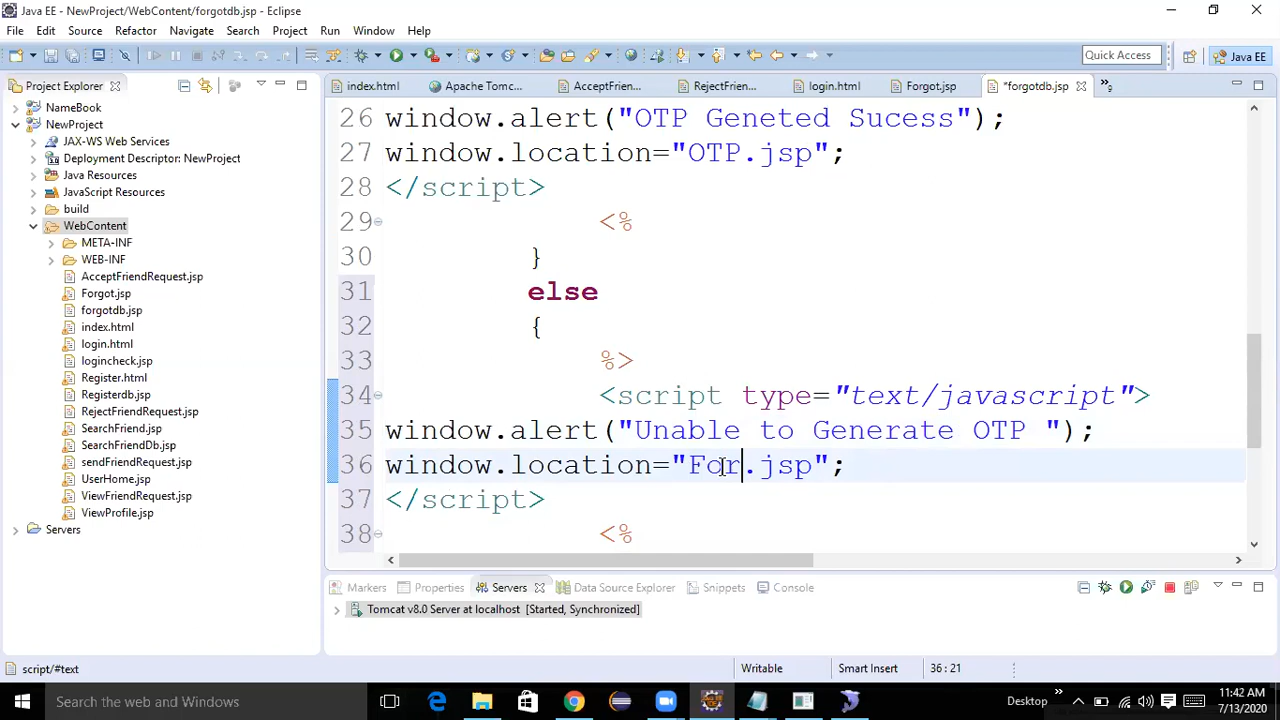 Java EE - NewProject/WebContent/forgotdb.jsp - Eclipse
File Edit Source Refactor Navigate Search Project Run Window Help
Quick Access
Java EE
Project Explorer
NameBook
NewProject
JAX-WS Web Services
Deployment Descriptor: NewProject
Java Resources
JavaScript Resources
build
WebContent
META-INF
WEB-INF
AcceptFriendRequest.jsp
Forgot.jsp
forgotdb.jsp
index.html
login.html
logincheck.jsp
Register.html
Registerdb.jsp
RejectFriendRequest.jsp
SearchFriend.jsp
SearchFriendDb.jsp
sendFriendRequest.jsp
UserHome.jsp
ViewFriendRequest.jsp
ViewProfile.jsp
Servers
index.html Apache Tomc... AcceptFrien... RejectFrien... login.html Forgot.jsp *forgotdb.jsp »9
26 window.alert("OTP Geneted Sucess");
27 window.location="OTP.jsp";
28 </script>
29 <%
30 }
31 else
32 {
33 %>
34 <script type="text/javascript">
35 window.alert("Unable to Generate OTP ");
36 window.location="For.jsp";
37 </script>
38 <%
Markers Properties Servers Data Source Explorer Snippets Console
Tomcat v8.0 Server at localhost [Started, Synchronized]
script/#text
Writable
Smart Insert
36 : 21
Search the web and Windows
Desktop
11:42 AM
7/13/2020